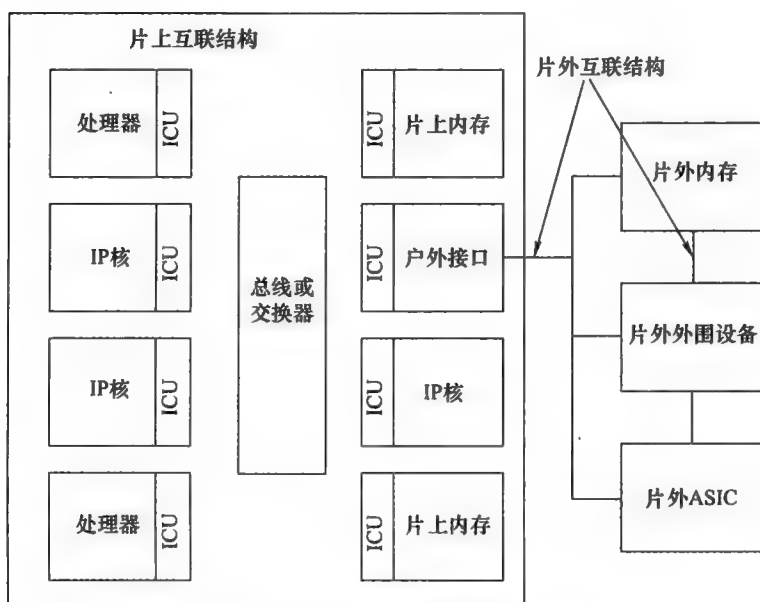 片上互联结构
片外互联结构
处理器
ICU
ICU
片上内存
片外内存
IP核
ICU
ICU
户外接口
总线或
交换器
片外外围设备
IP核
ICU
ICU
IP核
处理器
ICU
ICU
片上内存
片外ASIC